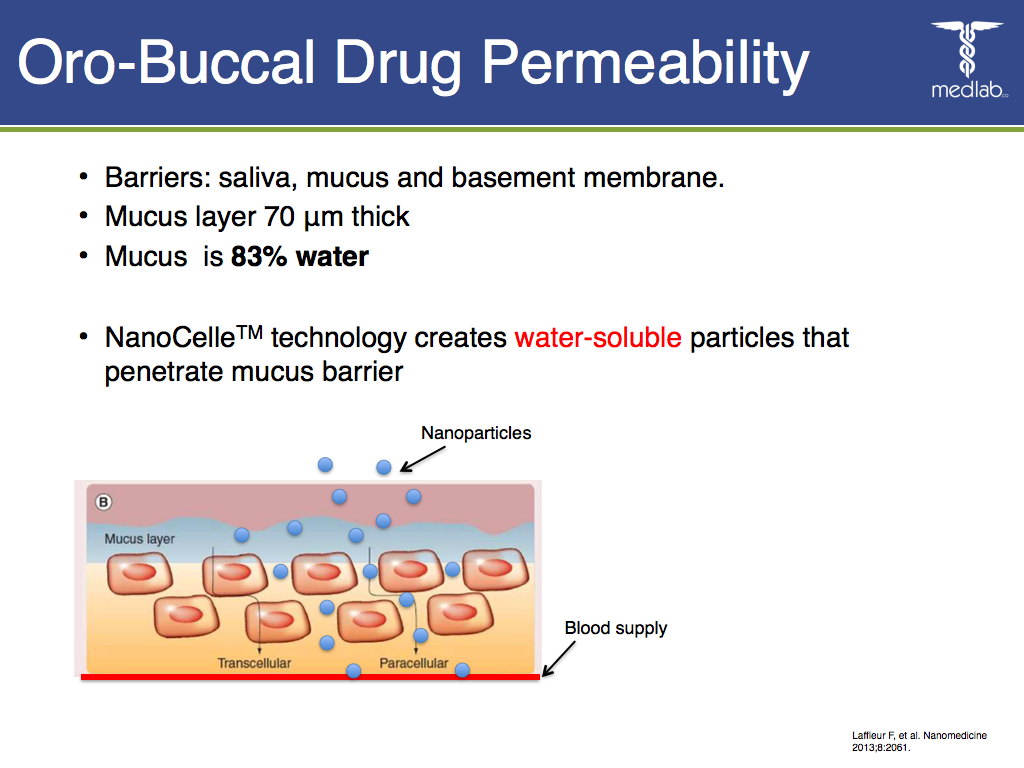 Oro-Buccal Drug Permeability
medlab
• Barriers: saliva, mucus and basement membrane.
• Mucus layer 70 µm thick
• Mucus is 83% water
• NanoCelle™ technology creates water-soluble particles that
penetrate mucus barrier
Nanoparticles
B
Mucus layer
Blood supply
Transcellular
Paracellular
Laffleur F, et al. Nanomedicine
2013;8:2061.